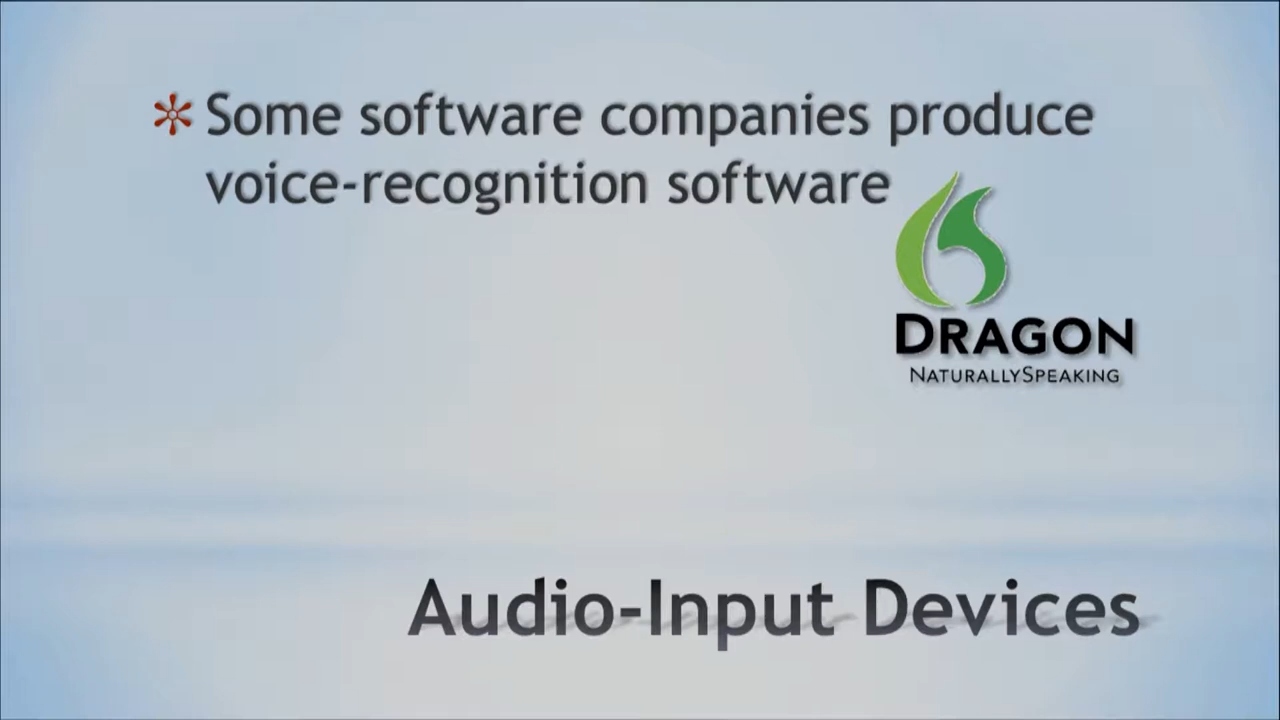 * Some software companies produce
voice-recognition software
DRAGON
NATURALLYSPEAKING
Audio-Input Devices